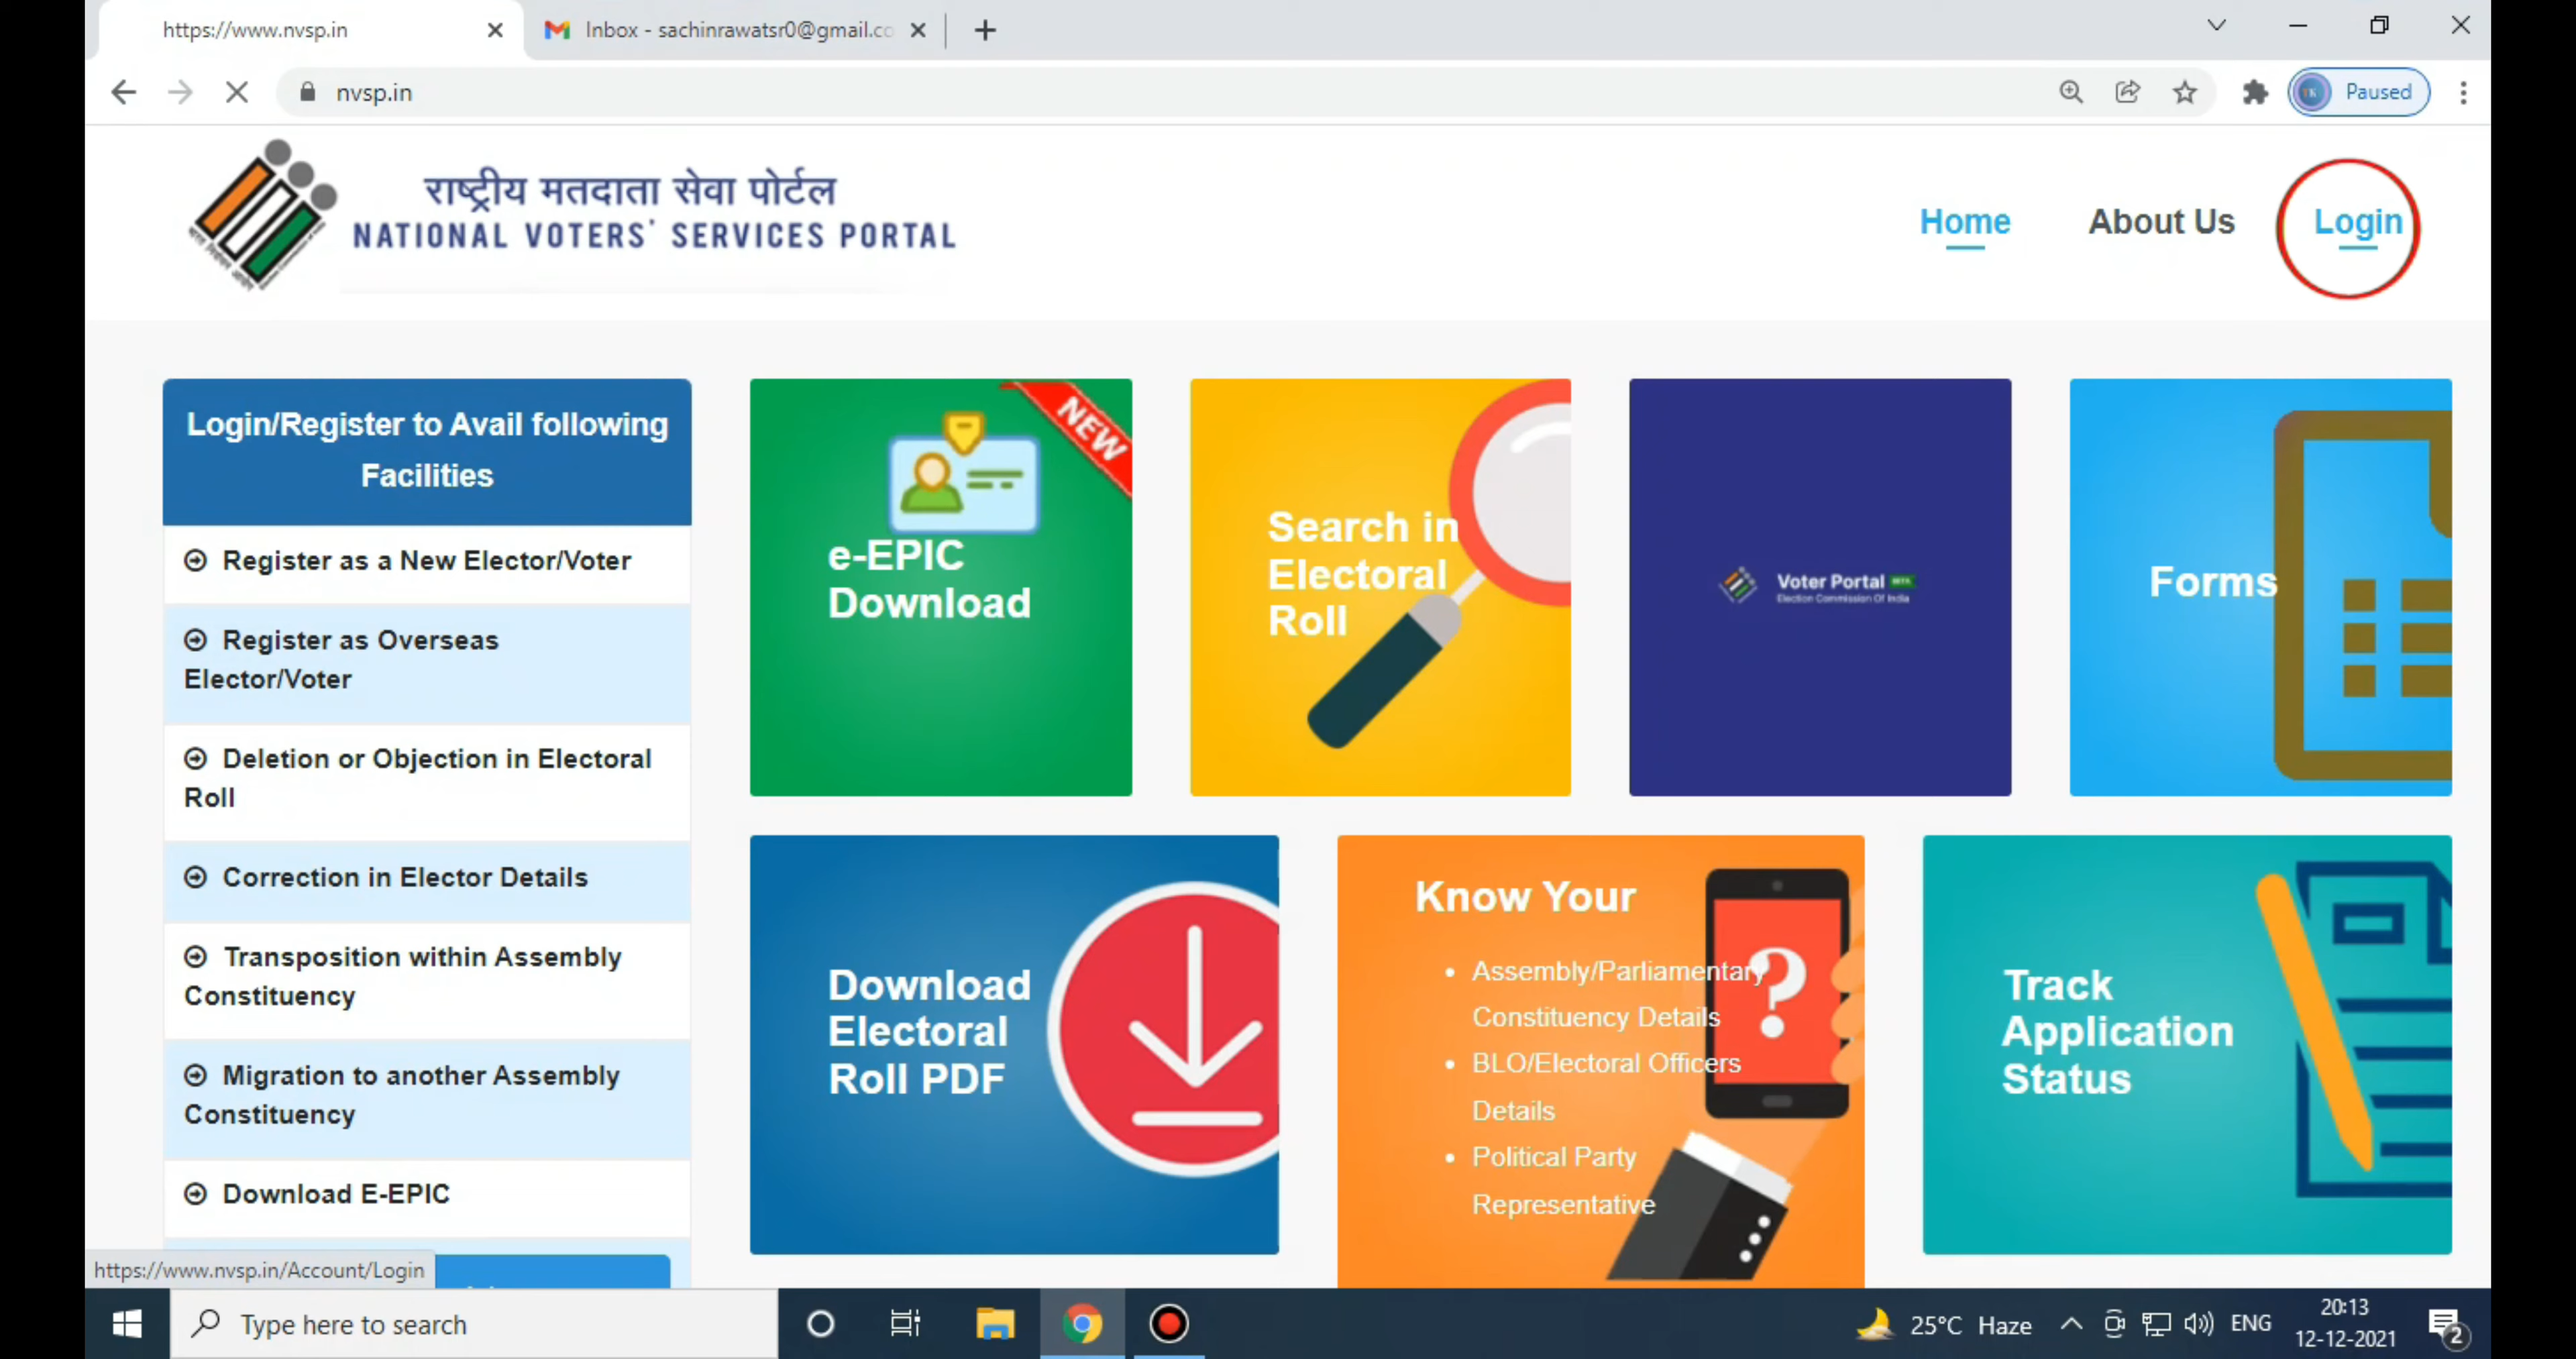 https://www.nvsp.in
Inbox - sachinrawatsr0@gmail.co
nvsp.in
Paused
राष्ट्रीय मतदाता सेवा पोर्टल
NATIONAL VOTERS' SERVICES PORTAL
Home
About Us
Login
Login/Register to Avail following
Facilities
Register as a New Elector/Voter
Register as Overseas
Elector/Voter
Deletion or Objection in Electoral
Roll
Correction in Elector Details
Transposition within Assembly
Constituency
Migration to another Assembly
Constituency
Download E-EPIC
NEW
e-EPIC
Download
Search in
Electoral
Roll
Voter Portal
Election Commission Of India
Forms
Download
Electoral
Roll PDF
Know Your
• Assembly/Parliamentary
Constituency Details
• BLO/Electoral Officers
Details
• Political Party
Representative
?
Track
Application
Status
https://www.nvsp.in/Account/Login
Type here to search
25°C Haze
ENG
20:13
12-12-2021
2